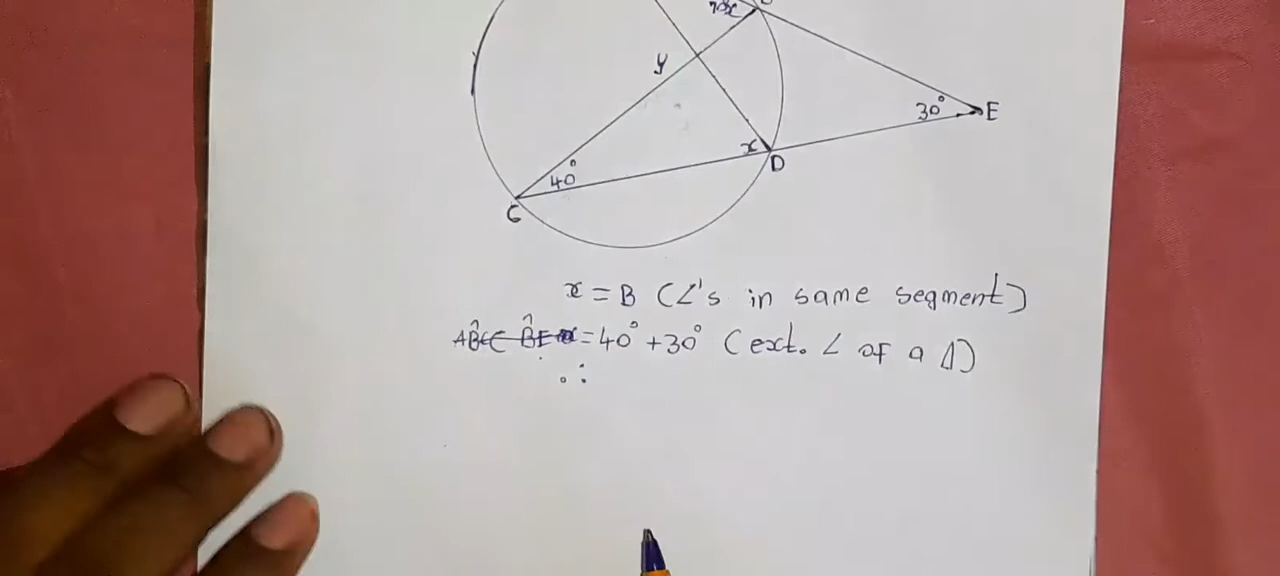 y
30° E
x
D
40°
C
x = B (∠'s in same segment)
= 40° + 30° (ext. ∠ of a Δ)
∴